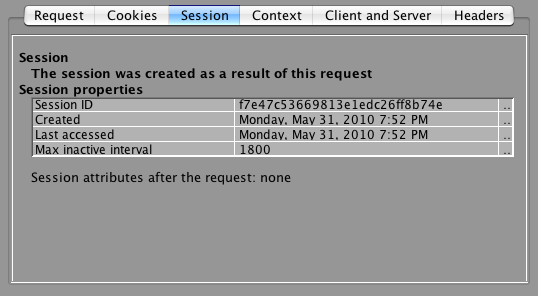 Request Cookies Session Context Client and Server Headers
Session
The session was created as a result of this request
Session properties
Session ID f7e47c53669813e1edc26ff8b74e ..
Created Monday, May 31, 2010 7:52 PM ..
Last accessed Monday, May 31, 2010 7:52 PM ..
Max inactive interval 1800 ..
Session attributes after the request: none